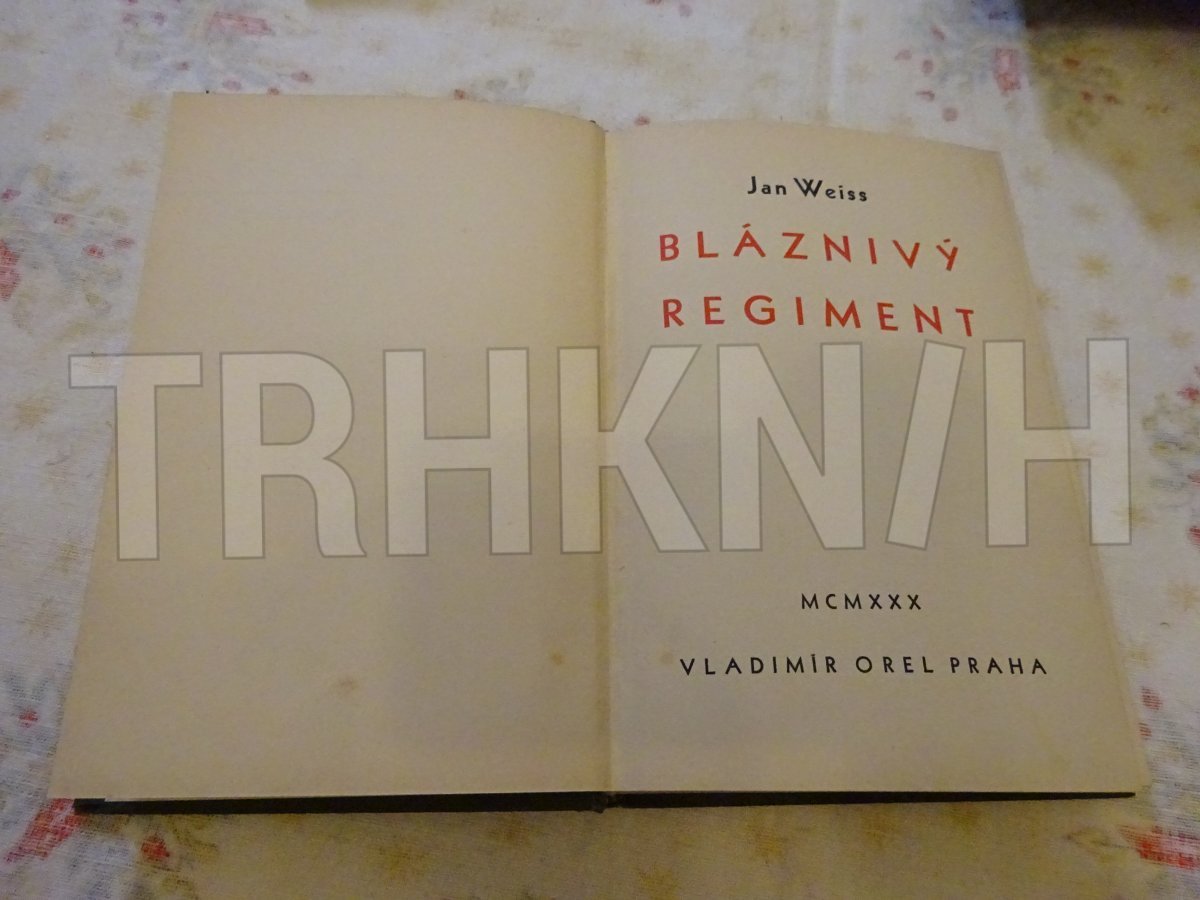 Jan Weiss
BLÁZNIVÝ
REGIMENT
TRHKNIH
MCMXXX
VLADIMÍR OREL PRAHA